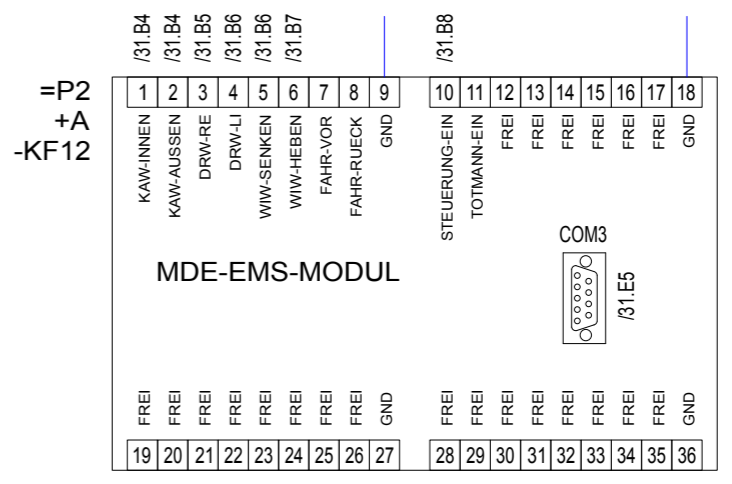 /31.B4 /31.B4 /31.B5 /31.B6 /31.B6 /31.B7 /31.B8
=P2 1 2 3 4 5 6 7 8 9 10 11 12 13 14 15 16 17 18
+A
-KF12
KAW-INNEN KAW-AUSSEN DRW-RE DRW-LI WIW-SENKEN WIW-HEBEN FAHR-VOR FAHR-RUECK GND STEUERUNG-EIN TOTMANN-EIN FREI FREI FREI FREI FREI FREI GND
COM3
MDE-EMS-MODUL
/31.E5
FREI FREI FREI FREI FREI FREI FREI FREI GND FREI FREI FREI FREI FREI FREI FREI FREI GND
19 20 21 22 23 24 25 26 27 28 29 30 31 32 33 34 35 36